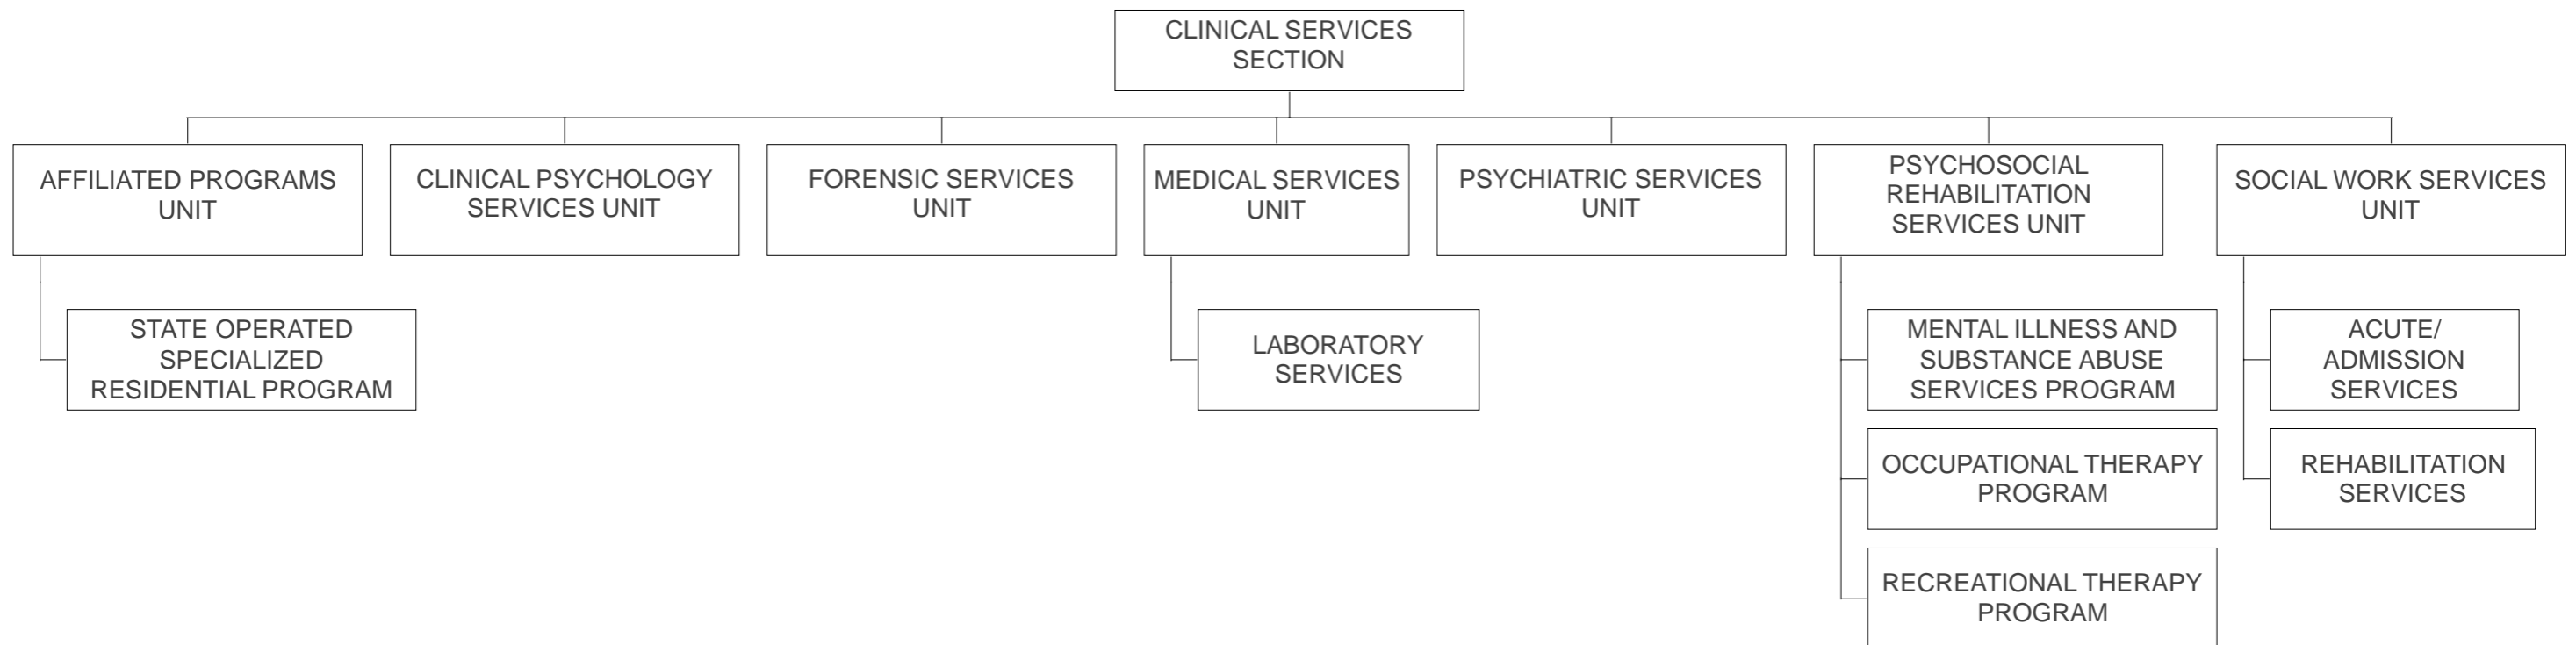 CLINICAL SERVICES
SECTION
AFFILIATED PROGRAMS
UNIT
CLINICAL PSYCHOLOGY
SERVICES UNIT
FORENSIC SERVICES
UNIT
MEDICAL SERVICES
UNIT
PSYCHIATRIC SERVICES
UNIT
PSYCHOSOCIAL
REHABILITATION
SERVICES UNIT
SOCIAL WORK SERVICES
UNIT
STATE OPERATED
SPECIALIZED
RESIDENTIAL PROGRAM
LABORATORY
SERVICES
MENTAL ILLNESS AND
SUBSTANCE ABUSE
SERVICES PROGRAM
ACUTE/
ADMISSION
SERVICES
OCCUPATIONAL THERAPY
PROGRAM
REHABILITATION
SERVICES
RECREATIONAL THERAPY
PROGRAM